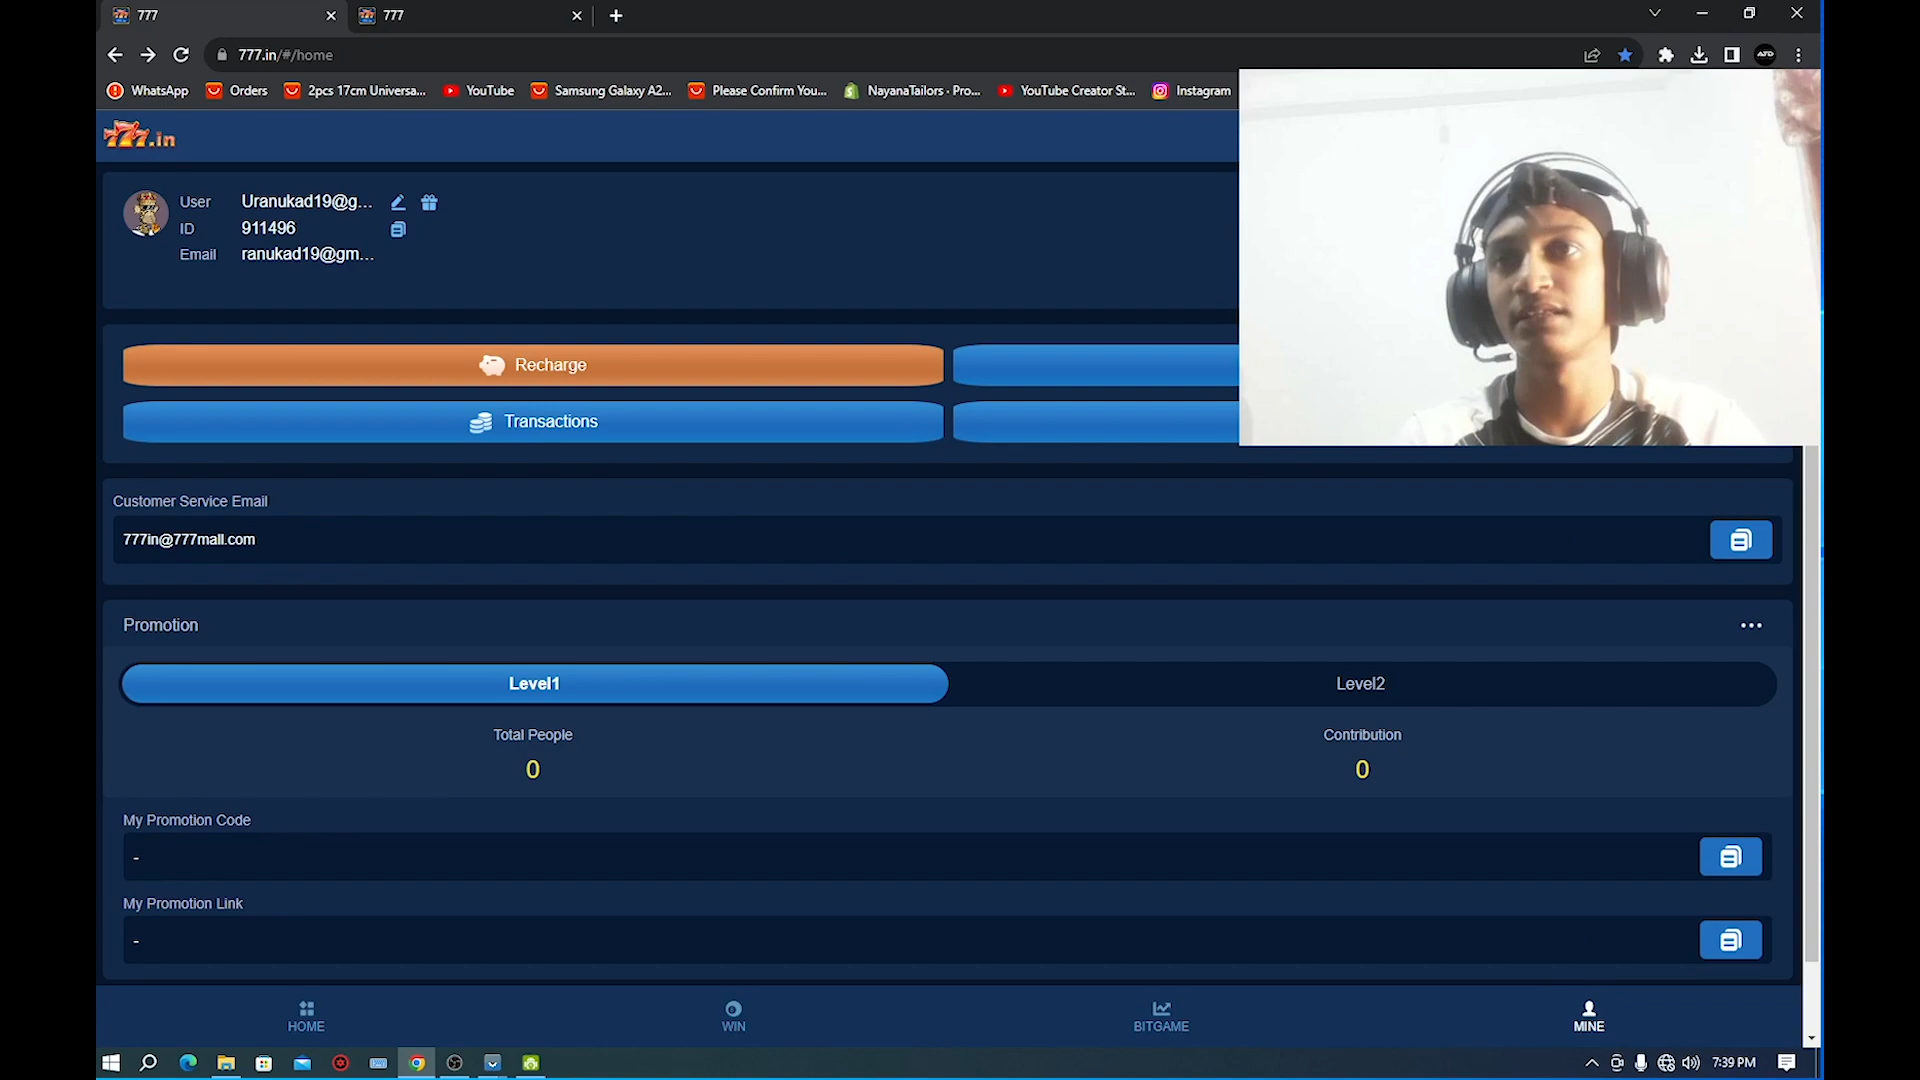 777
777
777.in/#/home
ATD
WhatsApp
Orders
2pcs 17cm Universa...
YouTube
Samsung Galaxy A2...
Please Confirm You...
NayanaTailors · Pro...
YouTube Creator St...
Instagram
777.in
User Uranukad19@g...
ID 911496
Email ranukad19@gm...
Recharge
Transactions
Customer Service Email
777in@777mall.com
Promotion
Level1 Level2
Total People Contribution
0 0
My Promotion Code
-
My Promotion Link
-
HOME WIN BITGAME MINE
7:39 PM